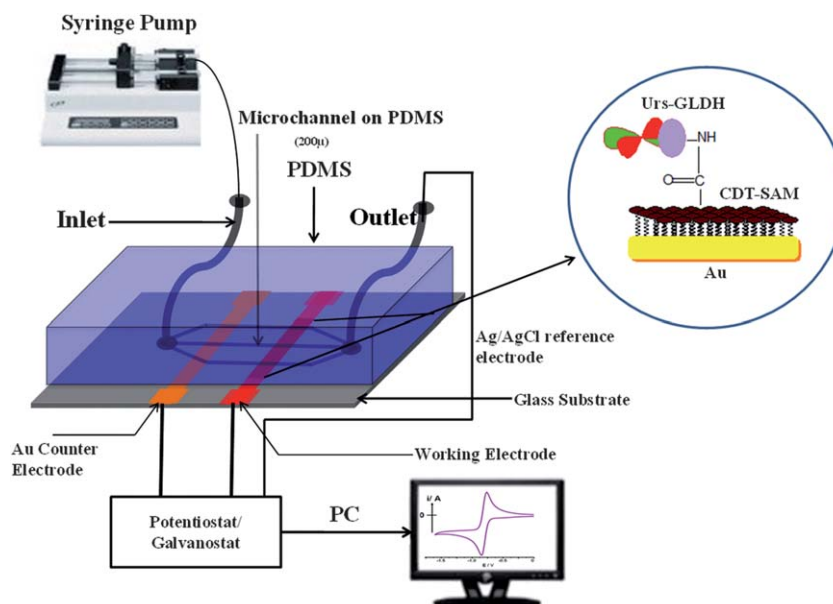 Syringe Pump
Microchannel on PDMS
(200μ)
PDMS
Inlet
Outlet
Urs-GLDH
NH
O
C
CDT-SAM
Au
Ag/AgCl reference
electrode
Glass Substrate
Au Counter
Electrode
Working Electrode
Potentiostat/
Galvanostat
PC
i/ A
0
E / V